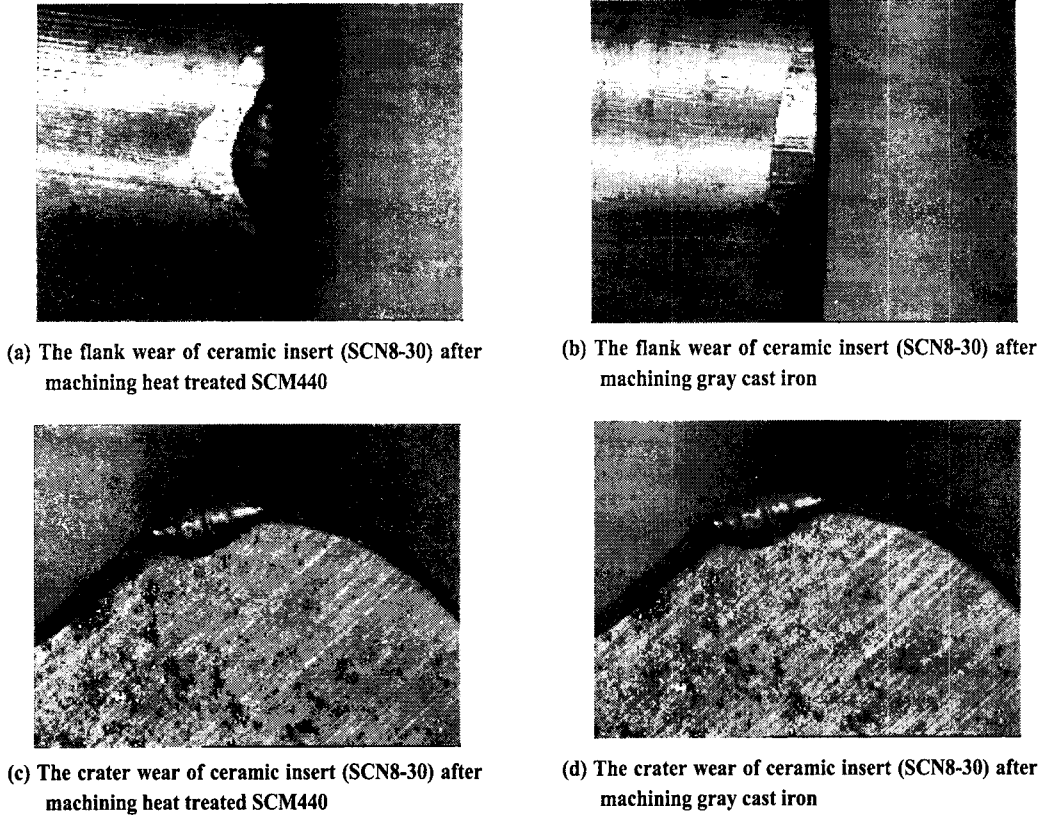 (a) The flank wear of ceramic insert (SCN8-30) after
machining heat treated SCM440
(b) The flank wear of ceramic insert (SCN8-30) after
machining gray cast iron
(c) The crater wear of ceramic insert (SCN8-30) after
machining heat treated SCM440
(d) The crater wear of ceramic insert (SCN8-30) after
machining gray cast iron